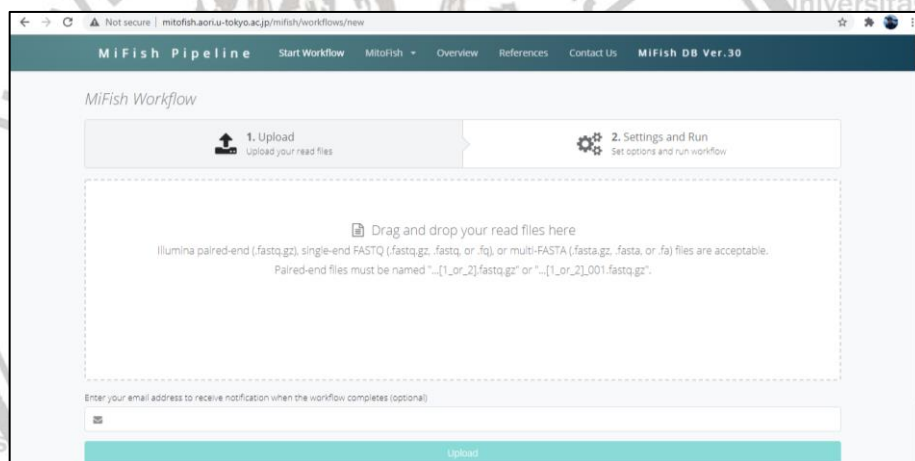 Not secure | mitofish.aori.u-tokyo.ac.jp/mifish/workflows/new
MiFish Pipeline Start Workflow MitoFish Overview References Contact Us MiFish DB Ver.30
MiFish Workflow
1. Upload
Upload your read files
2. Settings and Run
Set options and run workflow
Drag and drop your read files here
Illumina paired-end (.fastq.gz), single-end FASTQ (.fastq.gz, .fastq, or .fq), or multi-FASTA (.fasta.gz, .fasta, or .fa) files are acceptable.
Paired-end files must be named "...[1_or_2].fastq.gz" or "...[1_or_2]_001.fastq.gz".
Enter your email address to receive notification when the workflow completes (optional)
Upload